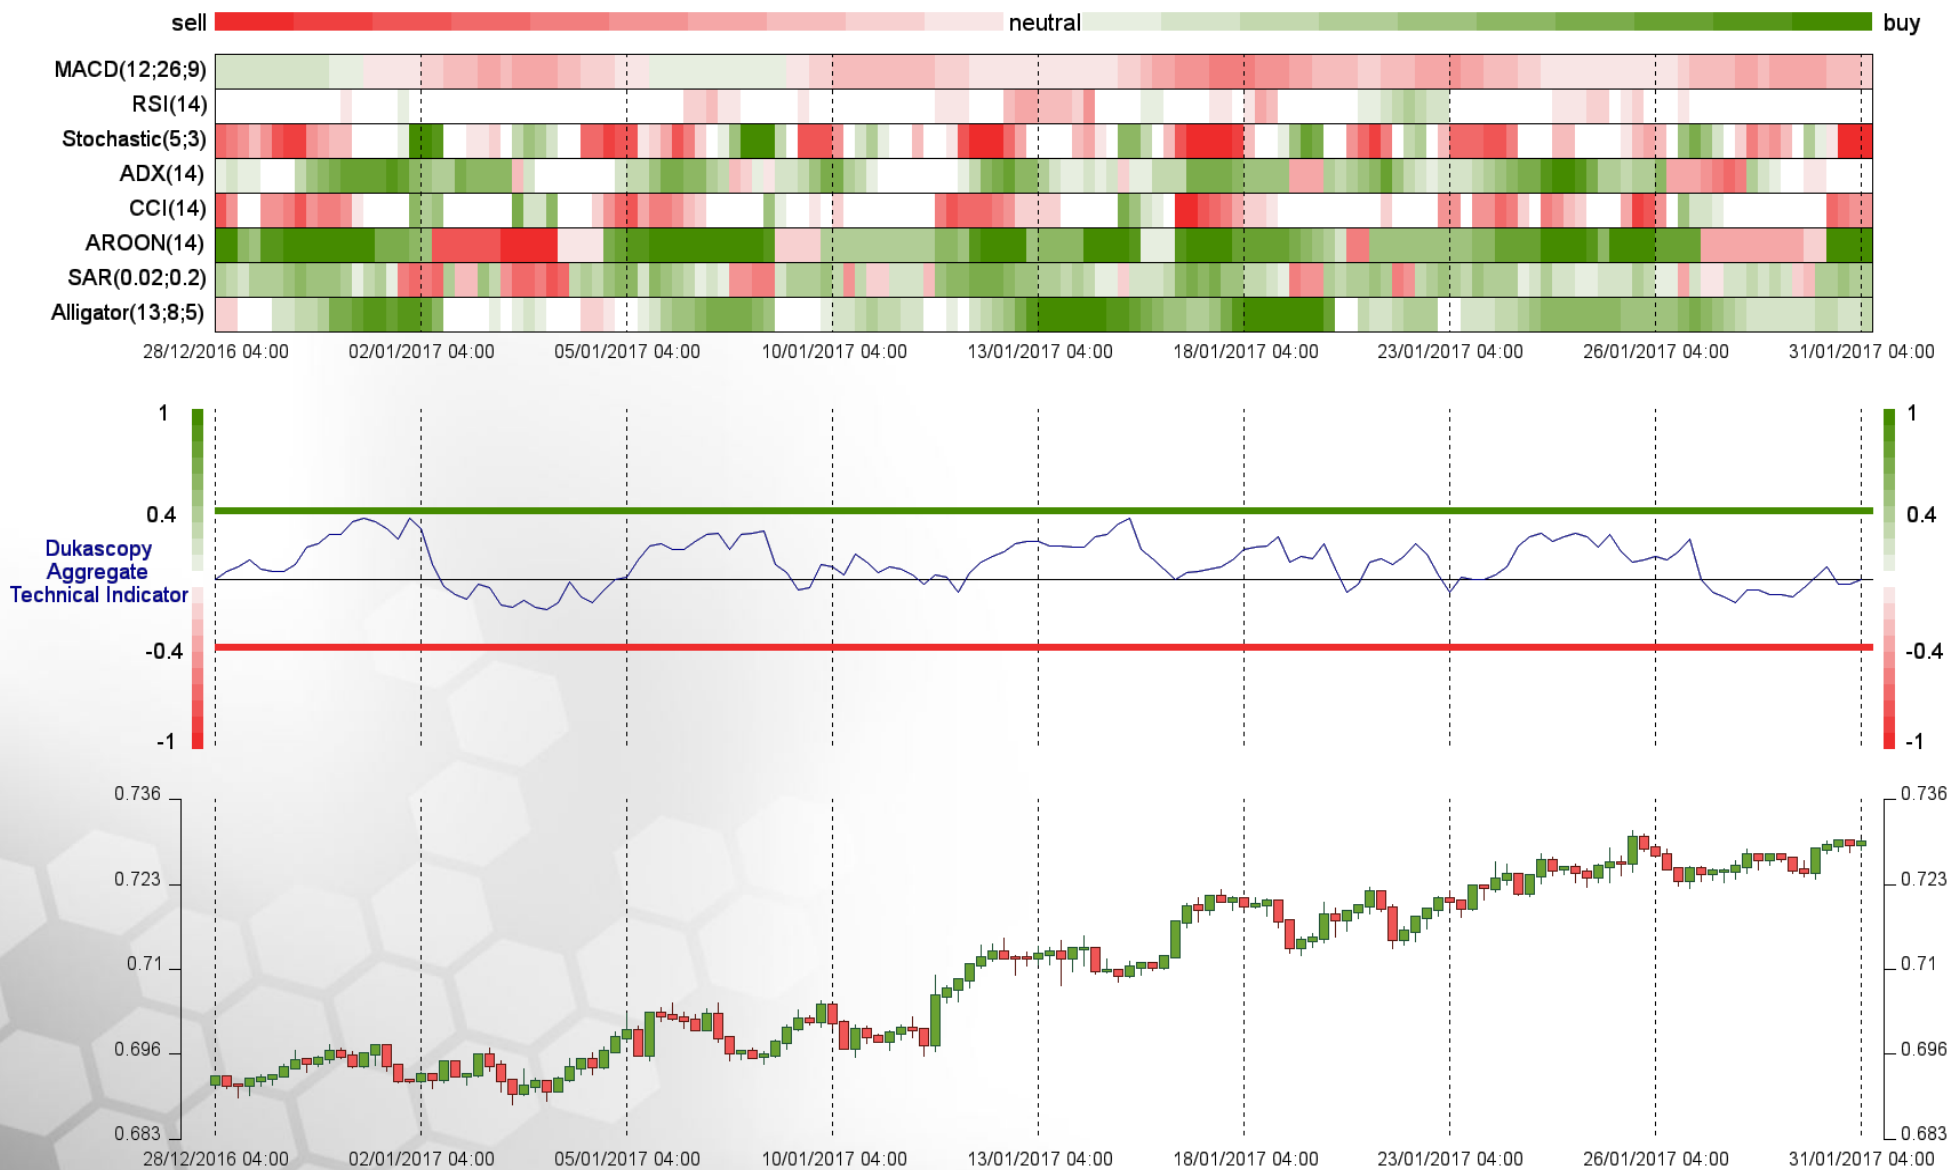 sell neutral buy
MACD(12;26;9)
RSI(14)
Stochastic(5;3)
ADX(14)
CCI(14)
AROON(14)
SAR(0.02;0.2)
Alligator(13;8;5)
28/12/2016 04:00 02/01/2017 04:00 05/01/2017 04:00 10/01/2017 04:00 13/01/2017 04:00 18/01/2017 04:00 23/01/2017 04:00 26/01/2017 04:00 31/01/2017 04:00
1 1
0.4 0.4
Dukascopy
Aggregate
Technical Indicator
-0.4 -0.4
-1 -1
0.736 0.736
0.723 0.723
0.71 0.71
0.696 0.696
0.683 0.683
28/12/2016 04:00 02/01/2017 04:00 05/01/2017 04:00 10/01/2017 04:00 13/01/2017 04:00 18/01/2017 04:00 23/01/2017 04:00 26/01/2017 04:00 31/01/2017 04:00